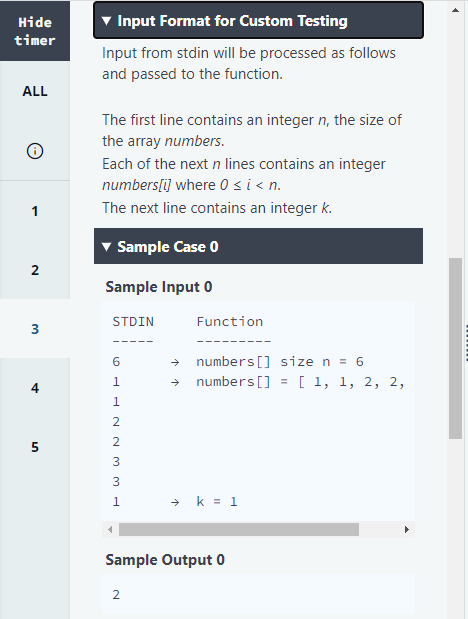 Hide
timer
ALL
1
2
3
4
5
▼ Input Format for Custom Testing
Input from stdin will be processed as follows
and passed to the function.
The first line contains an integer n, the size of
the array numbers.
Each of the next n lines contains an integer
numbers[i] where 0 ≤ i < n.
The next line contains an integer k.
▼ Sample Case 0
Sample Input 0
STDIN Function
----- ---------
6 → numbers[] size n = 6
1 → numbers[] = [ 1, 1, 2, 2,
1
2
2
3
3
1 → k = 1
Sample Output 0
2